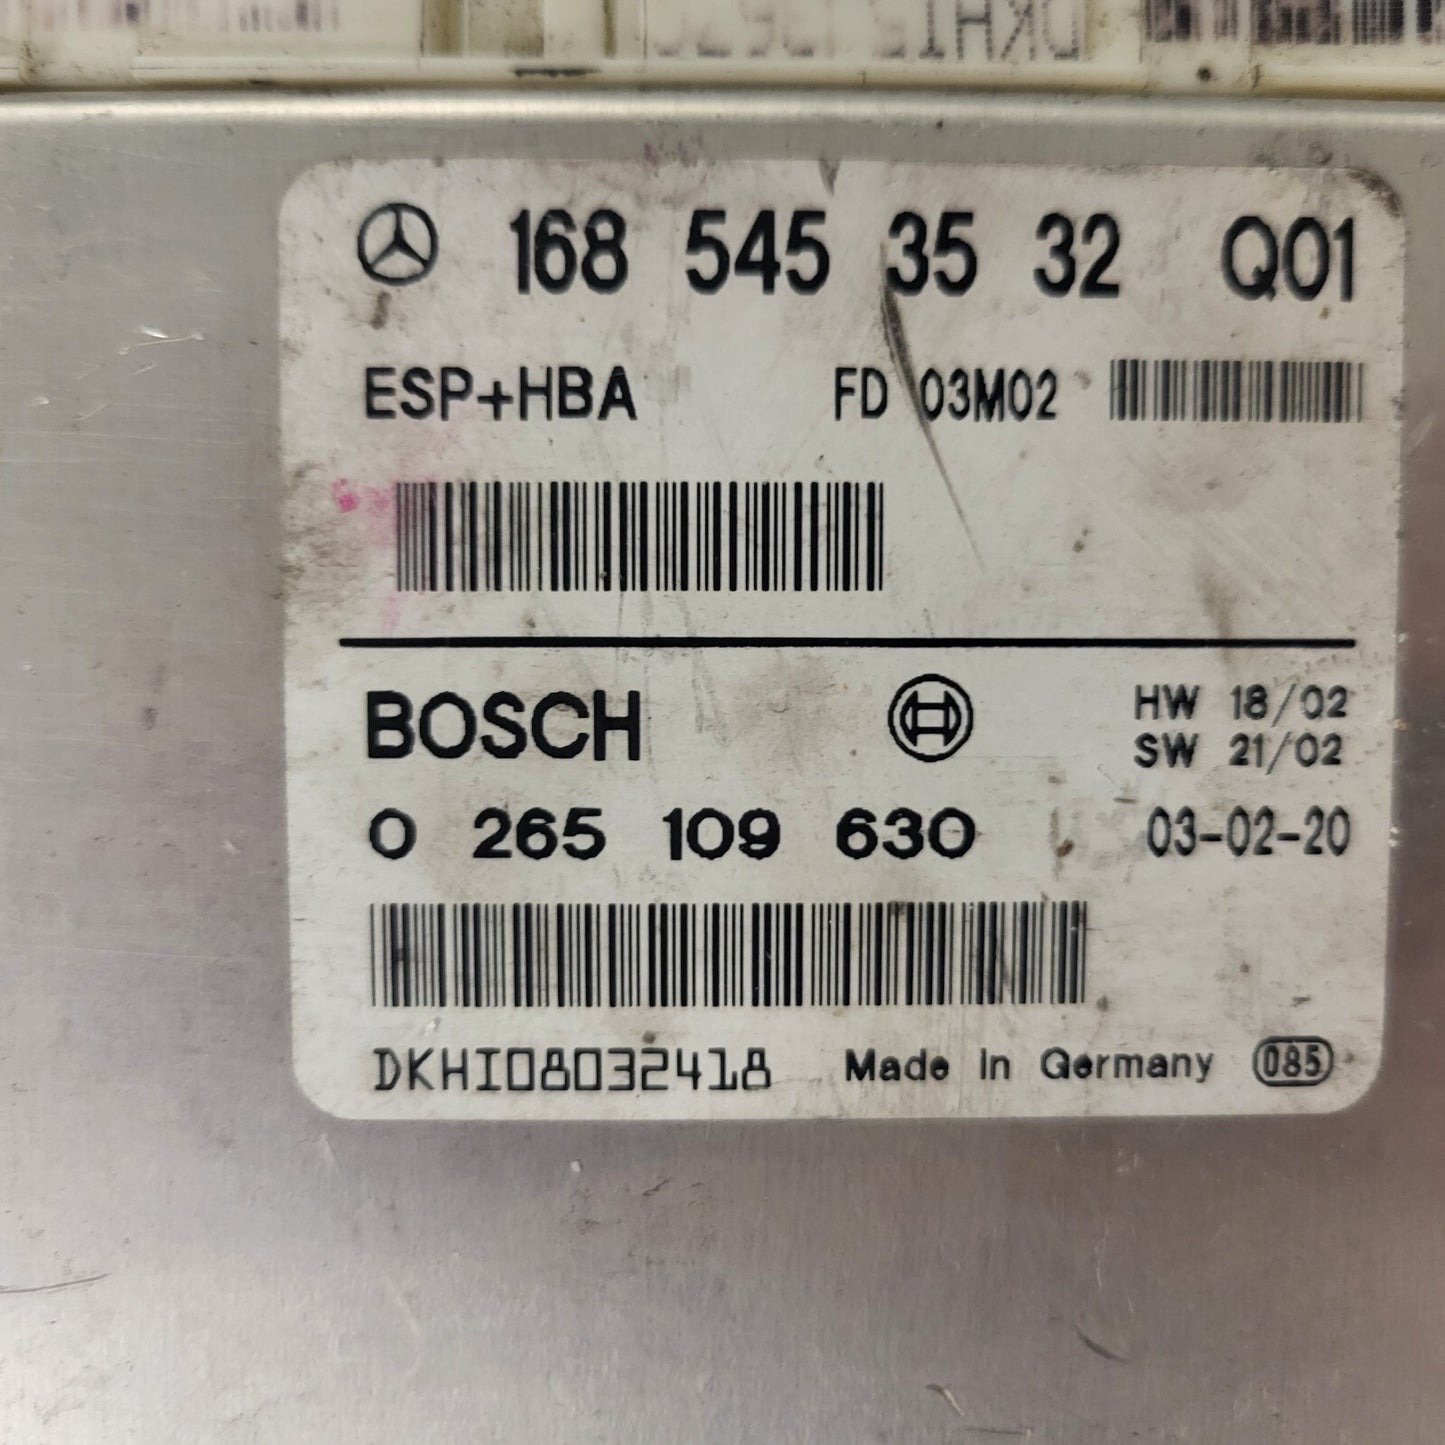 168 545 35 32 Q01
ESP+HBA FD 03M02
BOSCH HW 18/02
SW 21/02
0 265 109 630 03-02-20
DKHI08032418 Made In Germany 085